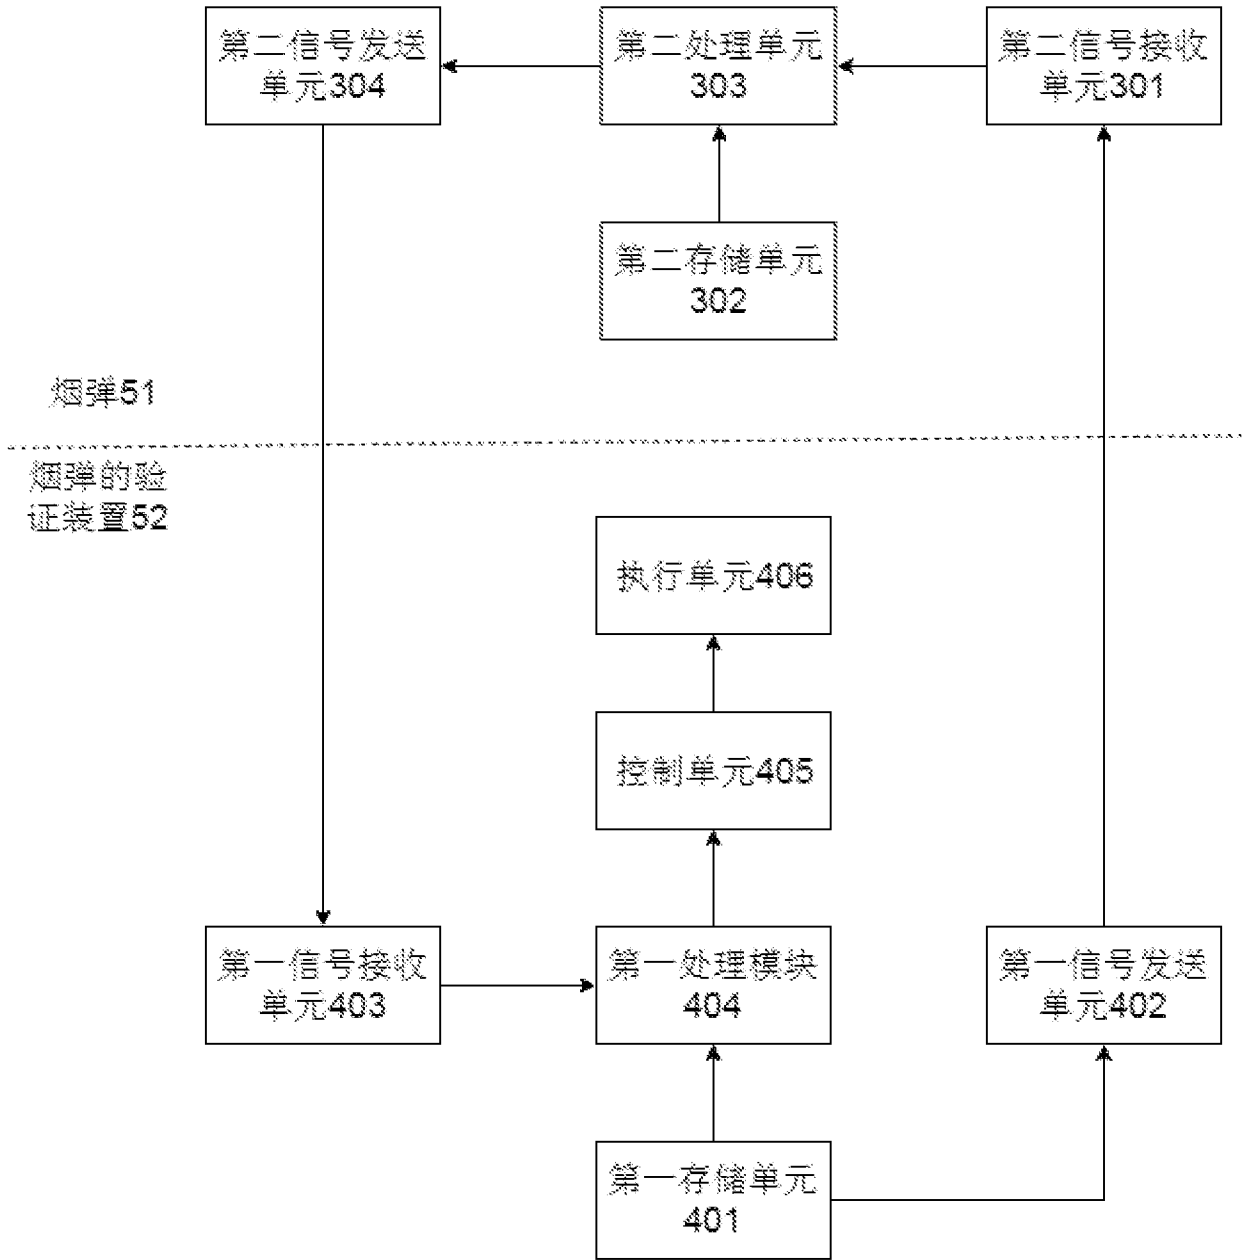 第二信号发送
单元304
第二处理单元
303
第二信号接收
单元301
第二存储单元
302
烟弹51
烟弹的验
证装置52
执行单元406
控制单元405
第一信号接收
单元403
第一处理模块
404
第一信号发送
单元402
第一存储单元
401